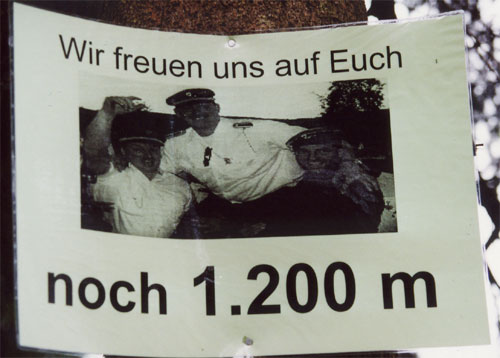 Wir freuen uns auf Euch
noch 1.200 m